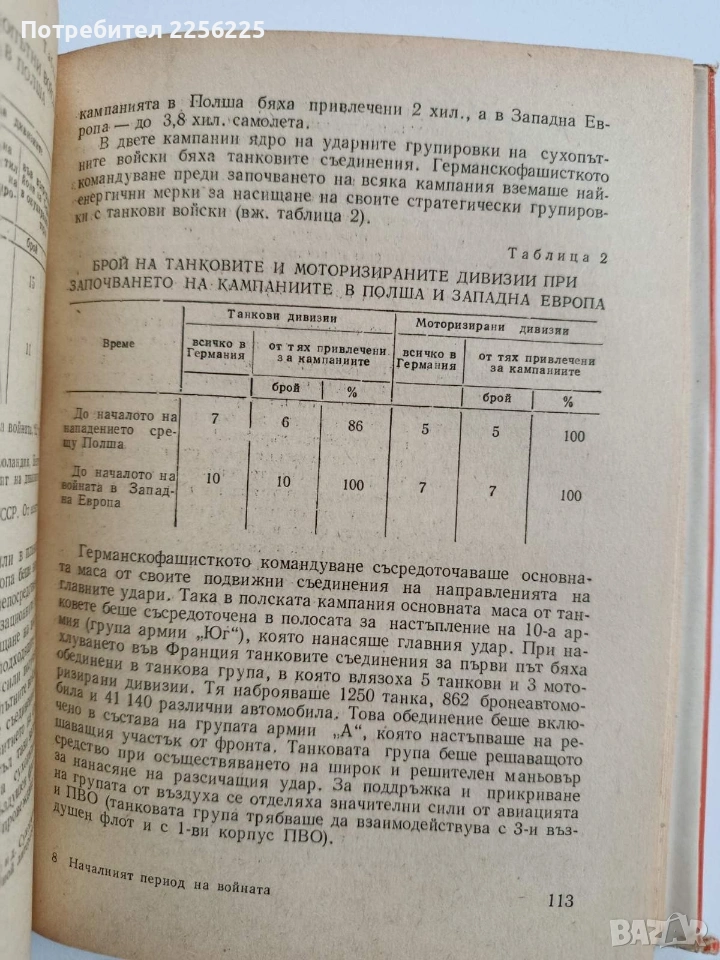 Потребител 2256225
кампанията в Полша бяха привлечени 2 хил., а в Западна Ев-
ропа — до 3,8 хил. самолета.
В двете кампании ядро на ударните групировки на сухопът-
ните войски бяха танковите съединения. Германскофашисткото
командуване преди започването на всяка кампания вземаше най-
енергични мерки за насищане на своите стратегически групиров-
ки с танкови войски (вж. таблица 2).
Таблица 2
БРОЙ НА ТАНКОВИТЕ И МОТОРИЗИРАНИТЕ ДИВИЗИИ ПРИ
ЗАПОЧВАНЕТО НА КАМПАНИИТЕ В ПОЛША И ЗАПАДНА ЕВРОПА
Време
Танкови дивизии
Моторизирани дивизии
всичко в
Германия
от тях привлечени
за кампаниите
всичко в
Германия
от тях привлечени
за кампаниите
брой
%
брой
%
До началото на
нападението сре-
щу Полша
7
6
86
5
5
100
До началото на
войната в Запад-
на Европа
10
10
100
7
7
100
Германскофашисткото командуване съсредоточаваше основна-
та маса от своите подвижни съединения на направленията на
главните удари. Така в полската кампания основната маса от тан-
ковете беше съсредоточена в полосата за настъпление на 10-а ар-
мия (група армии „Юг“), която нанасяше главния удар. При на-
хлуването във Франция танковите съединения за първи път бяха
обединени в танкова група, в която влязоха 5 танкови и 3 мото-
ризирани дивизии. Тя наброяваше 1250 танка, 862 бронеавтомо-
била и 41 140 различни автомобила. Това обединение беше вклю-
чено в състава на групата армии „А“, която настъпваше на ре-
шаващия участък от фронта. Танковата група беше решаващото
средство при осъществяването на широк и решителен маньовър
за нанасяне на разсичащия удар. За поддръжка и прикриване
на групата от въздуха се отделяха значителни сили от авиацията
и ПВО (танковата група трябваше да взаимодействува с 3-и въз-
душен флот и с 1-ви корпус ПВО).
8 Началният период на войната
113
BAZAR